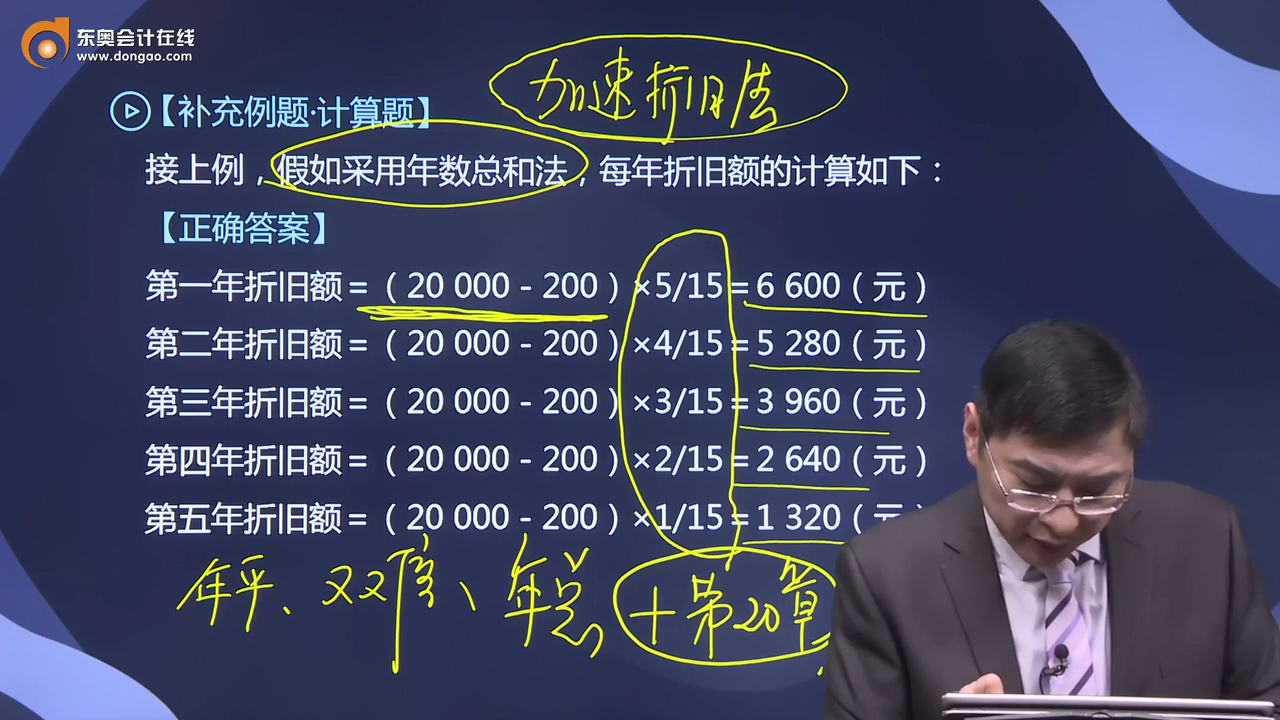 东奥会计在线
www.dongao.com
加速折旧法
【补充例题·计算题】
接上例，假如采用年数总和法，每年折旧额的计算如下：
【正确答案】
第一年折旧额＝（20 000－200）×5/15＝6 600（元）
第二年折旧额＝（20 000－200）×4/15＝5 280（元）
第三年折旧额＝（20 000－200）×3/15＝3 960（元）
第四年折旧额＝（20 000－200）×2/15＝2 640（元）
第五年折旧额＝（20 000－200）×1/15＝1 320（元
年平、双倍、年总 +第20章